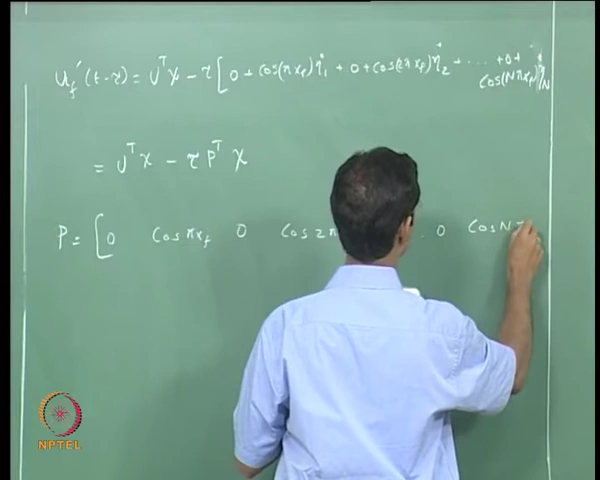 u_f'(t-τ) = U^T χ - τ [ 0 + cos(πx_f) η̇_1 + 0 + cos(2πx_f) η̇_2 + ... + 0 +
cos(Nπx_f) η̇_N
= U^T χ - τ P^T χ
P = [ 0 cos πx_f 0 cos 2π . 0 cos N
NPTEL